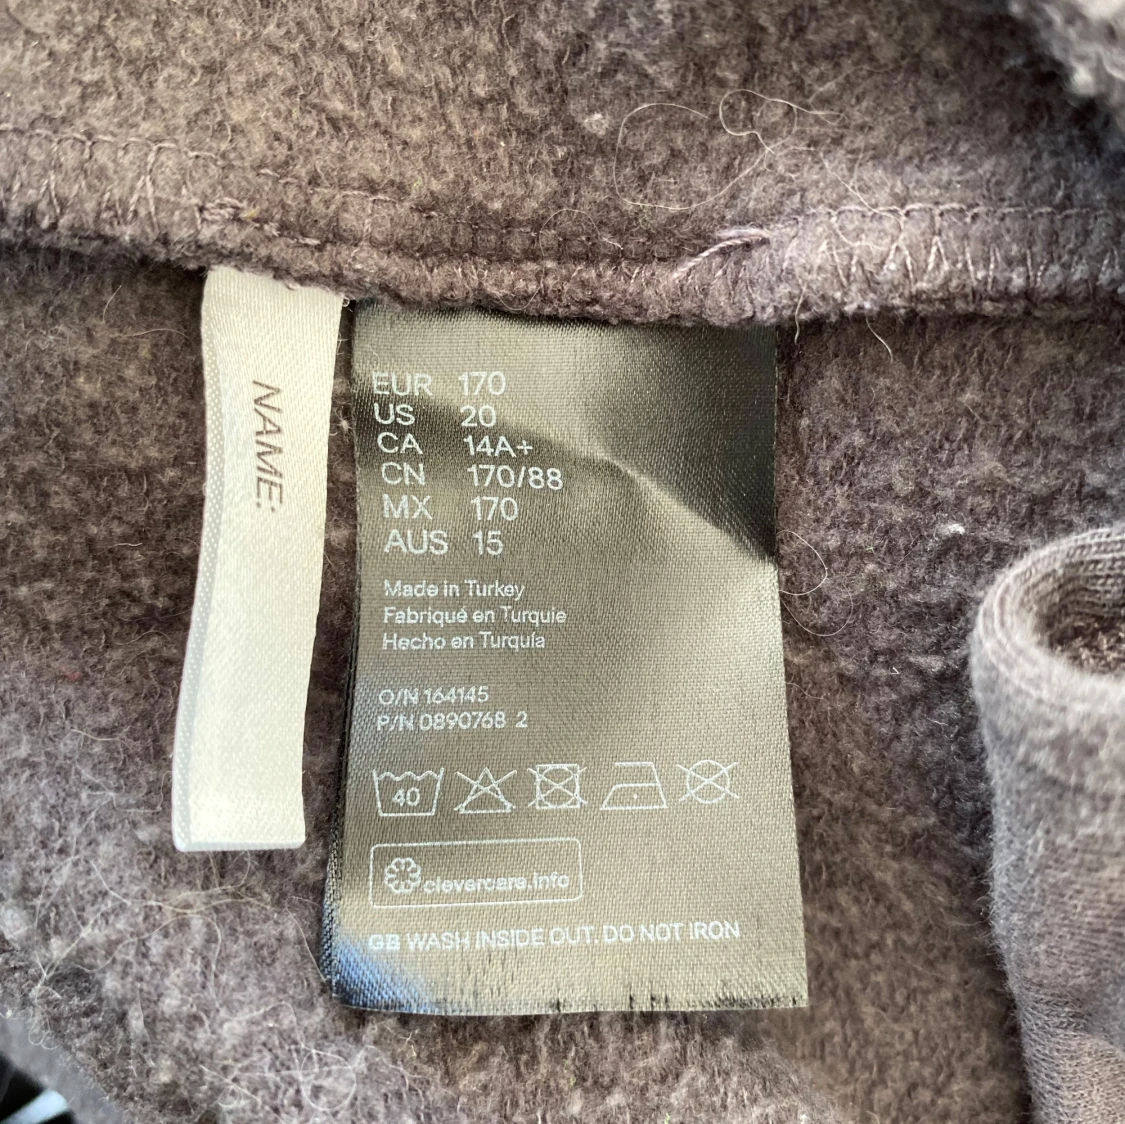 NAME:
EUR 170
US 20
CA 14A+
CN 170/88
MX 170
AUS 15
Made in Turkey
Fabriqué en Turquie
Hecho en Turquía
O/N 164145
P/N 0890768 2
40
clevercare.info
GB WASH INSIDE OUT. DO NOT IRON